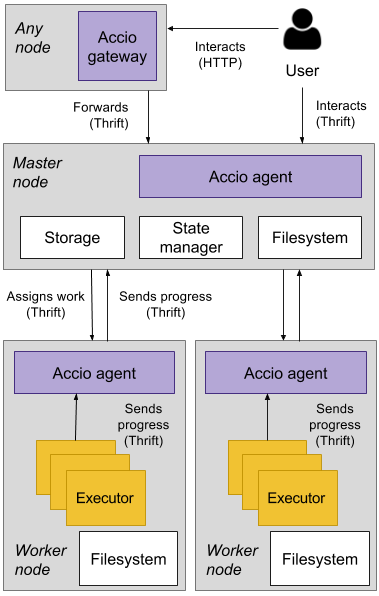 Any
node
Accio
gateway
Interacts
(HTTP)
User
Forwards
(Thrift)
Interacts
(Thrift)
Master
node
Accio agent
Storage
State
manager
Filesystem
Assigns work
(Thrift)
Sends progress
(Thrift)
Accio agent
Sends
progress
(Thrift)
Executor
Worker
node
Filesystem
Accio agent
Sends
progress
(Thrift)
Executor
Worker
node
Filesystem